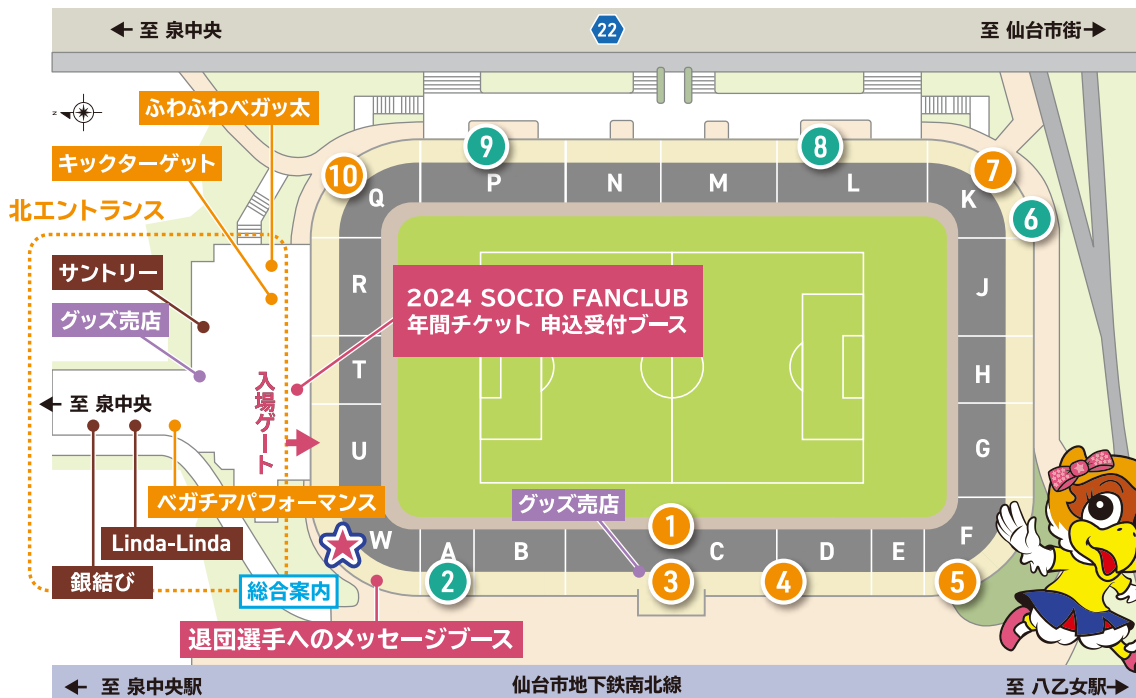 至 泉中央
22
至 仙台市街
N
ふわふわベガッ太
キックターゲット
北エントランス
サントリー
グッズ売店
至 泉中央
入場ゲート
ベガチアパフォーマンス
Linda-Linda
銀結び
総合案内
10
Q
9
P
N
M
8
L
7
K
6
R
2024 SOCIO FANCLUB
年間チケット 申込受付ブース
J
T
H
U
G
グッズ売店
W
A
2
B
1
C
3
4
D
E
F
5
退団選手へのメッセージブース
至 泉中央駅
仙台市地下鉄南北線
至 八乙女駅